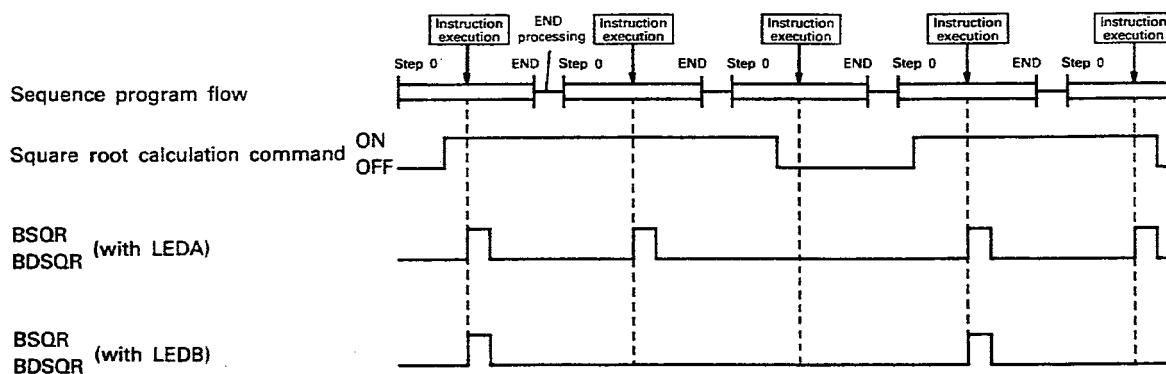 Instruction execution
END processing
Instruction execution
Instruction execution
Instruction execution
Instruction execution
Step 0
END
Step 0
END
Step 0
END
Step 0
END
Step 0
Sequence program flow
Square root calculation command
ON
OFF
BSQR
BDSQR
(with LEDA)
BSQR
BDSQR
(with LEDB)